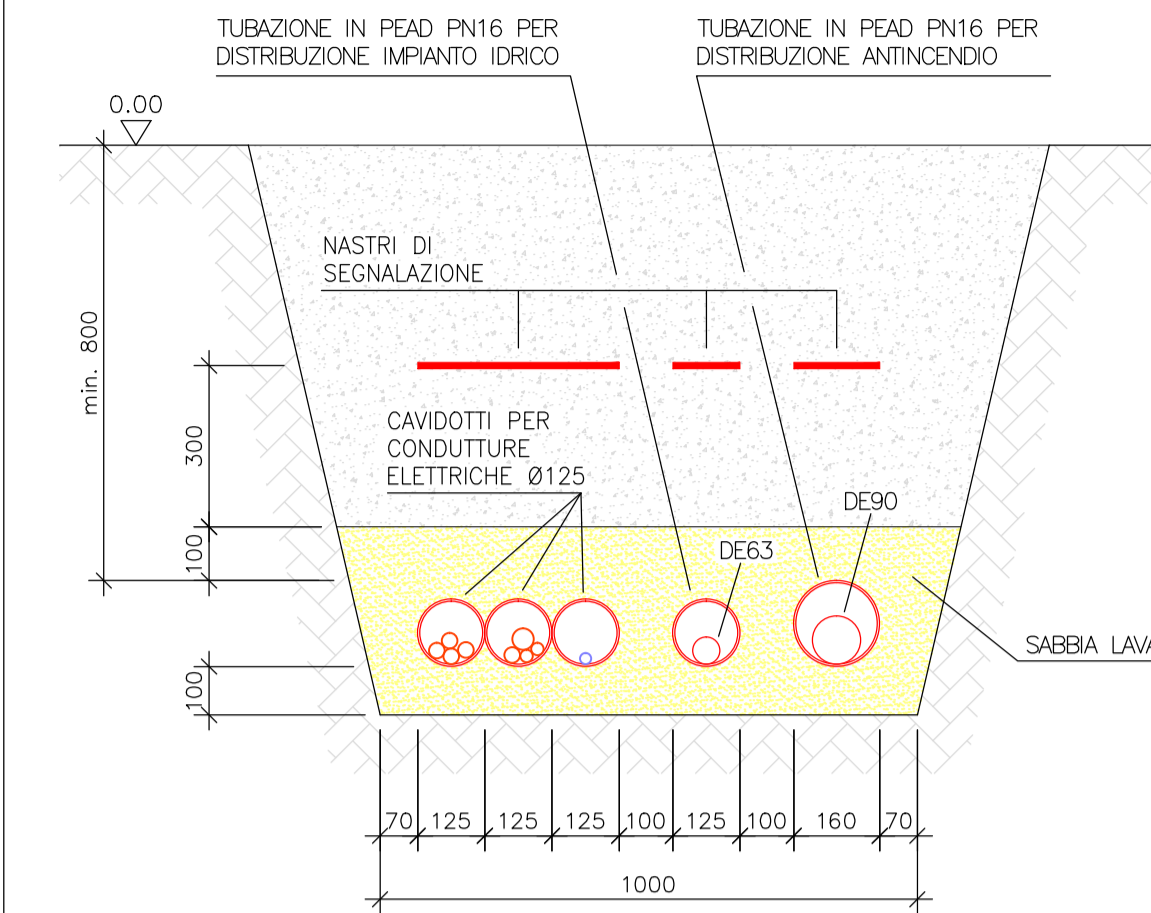 TUBAZIONE IN PEAD PN16 PER
DISTRIBUZIONE IMPIANTO IDRICO
TUBAZIONE IN PEAD PN16 PER
DISTRIBUZIONE ANTINCENDIO
0.00
NASTRI DI
SEGNALAZIONE
min. 800
300
CAVIDOTTI PER
CONDUTTURE
ELETTRICHE Ø125
DE90
100
DE63
SABBIA LAVA
100
70 125 125 125 100 125 100 160 70
1000